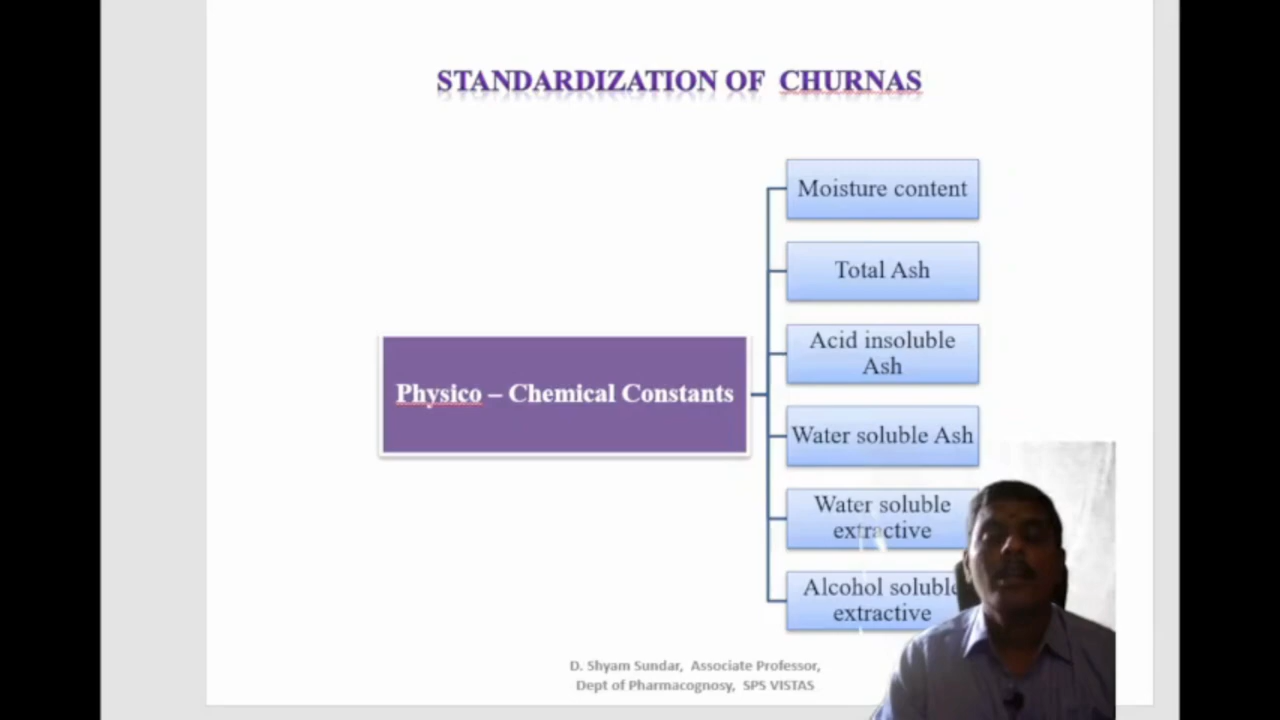 STANDARDIZATION OF CHURNAS
Physico – Chemical Constants
Moisture content
Total Ash
Acid insoluble
Ash
Water soluble Ash
Water soluble
extractive
Alcohol soluble
extractive
D. Shyam Sundar, Associate Professor,
Dept of Pharmacognosy, SPS VISTAS